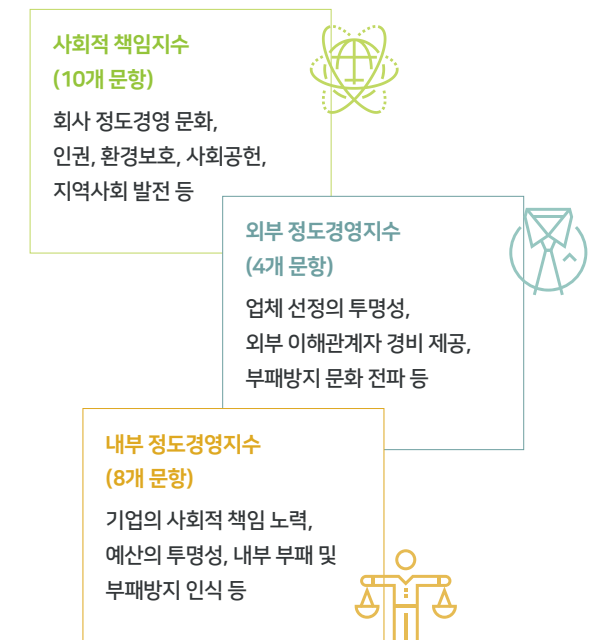 사회적 책임지수
(10개 문항)
회사 정도경영 문화,
인권, 환경보호, 사회공헌,
지역사회 발전 등
외부 정도경영지수
(4개 문항)
업체 선정의 투명성,
외부 이해관계자 경비 제공,
부패방지 문화 전파 등
내부 정도경영지수
(8개 문항)
기업의 사회적 책임 노력,
예산의 투명성, 내부 부패 및
부패방지 인식 등